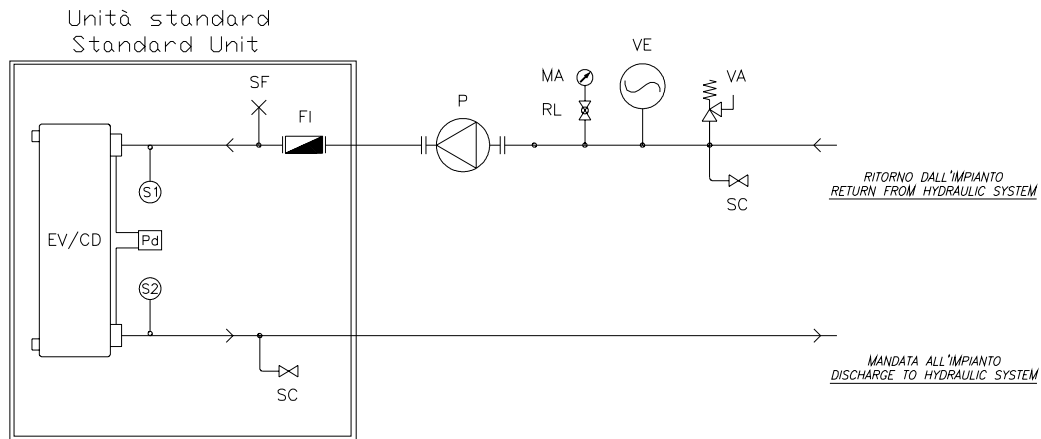 Unità standard
Standard Unit
SF
FI
P
MA
RL
VE
VA
S1
SC
RITORNO DALL'IMPIANTO
RETURN FROM HYDRAULIC SYSTEM
EV/CD
Pd
S2
SC
MANDATA ALL'IMPIANTO
DISCHARGE TO HYDRAULIC SYSTEM